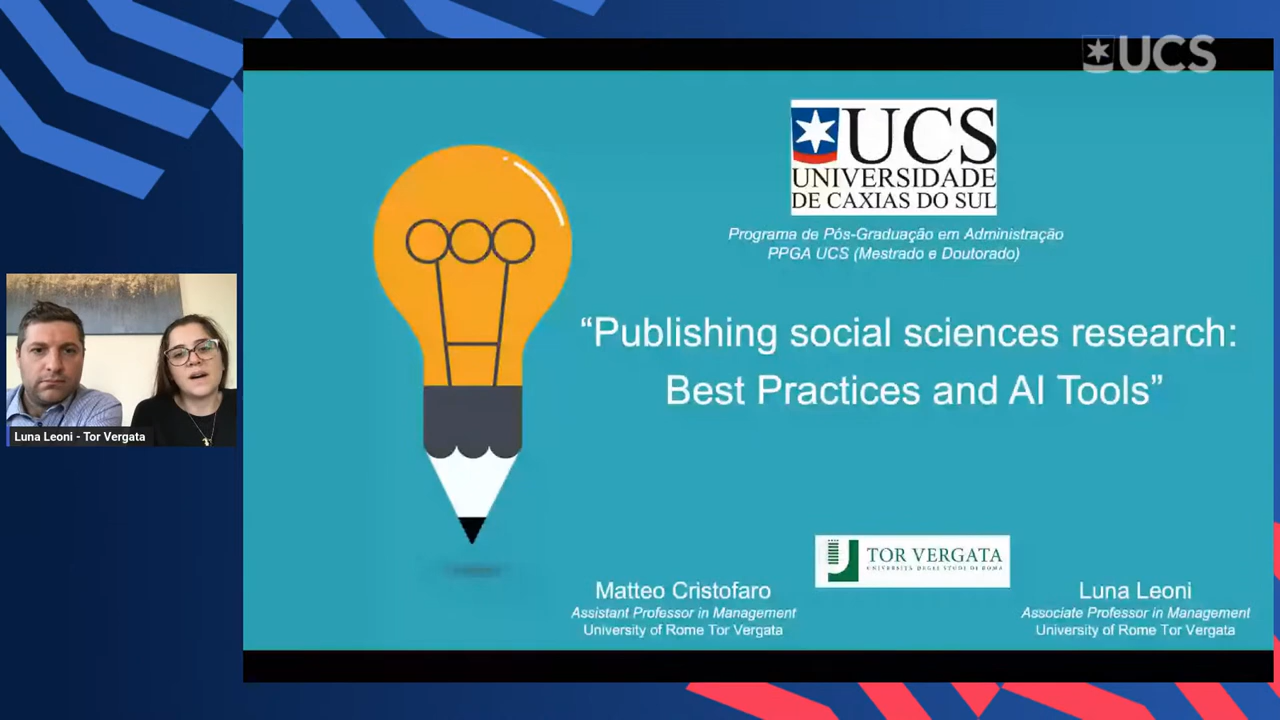 UCS
UCS
UNIVERSIDADE
DE CAXIAS DO SUL
Programa de Pós-Graduação em Administração
PPGA UCS (Mestrado e Doutorado)
“Publishing social sciences research:
Best Practices and AI Tools”
Luna Leoni - Tor Vergata
TOR VERGATA
UNIVERSITÀ DEGLI STUDI DI ROMA
Matteo Cristofaro
Assistant Professor in Management
University of Rome Tor Vergata
Luna Leoni
Associate Professor in Management
University of Rome Tor Vergata